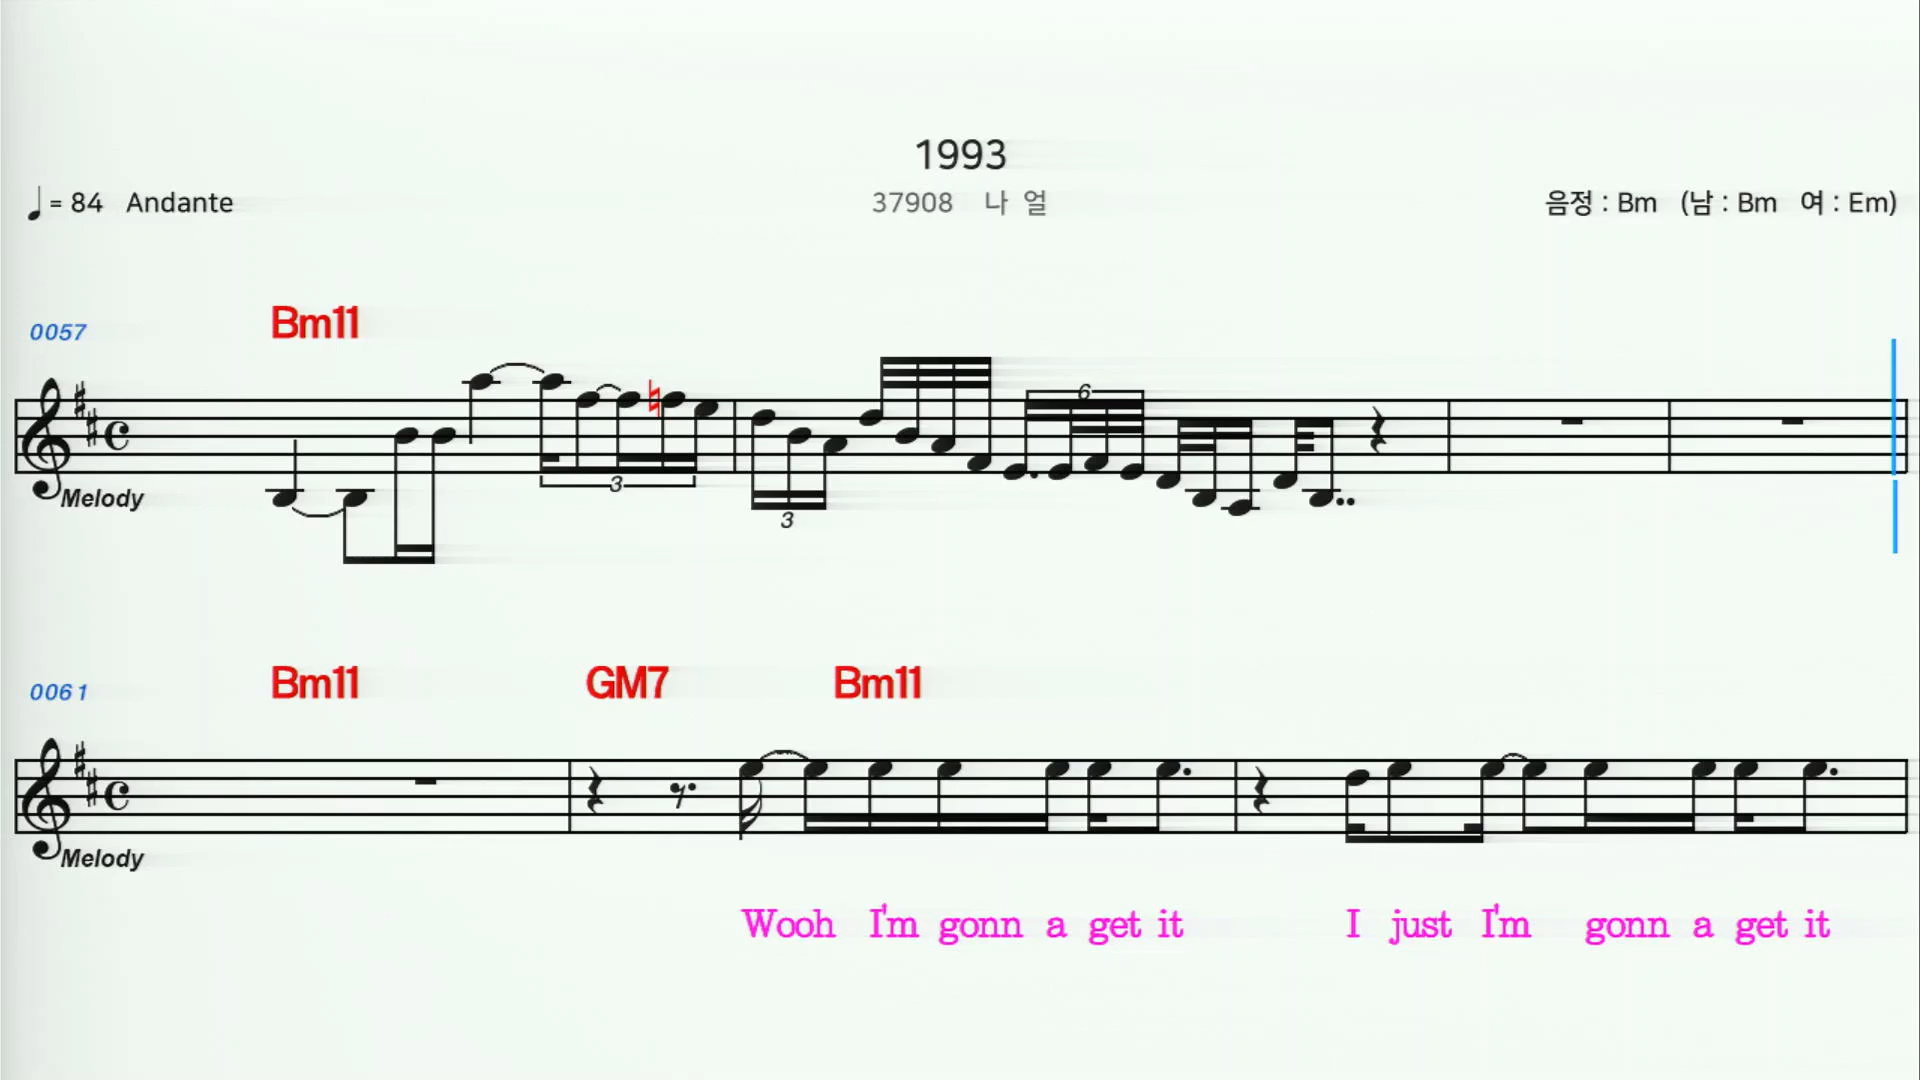 1993
♩ = 84 Andante 37908 나 얼 음정 : Bm (남 : Bm 여 : Em)
0057 Bm11
6
3
3
Melody
0061 Bm11 GM7 Bm11
Melody
Wooh I'm gonn a get it I just I'm gonn a get it